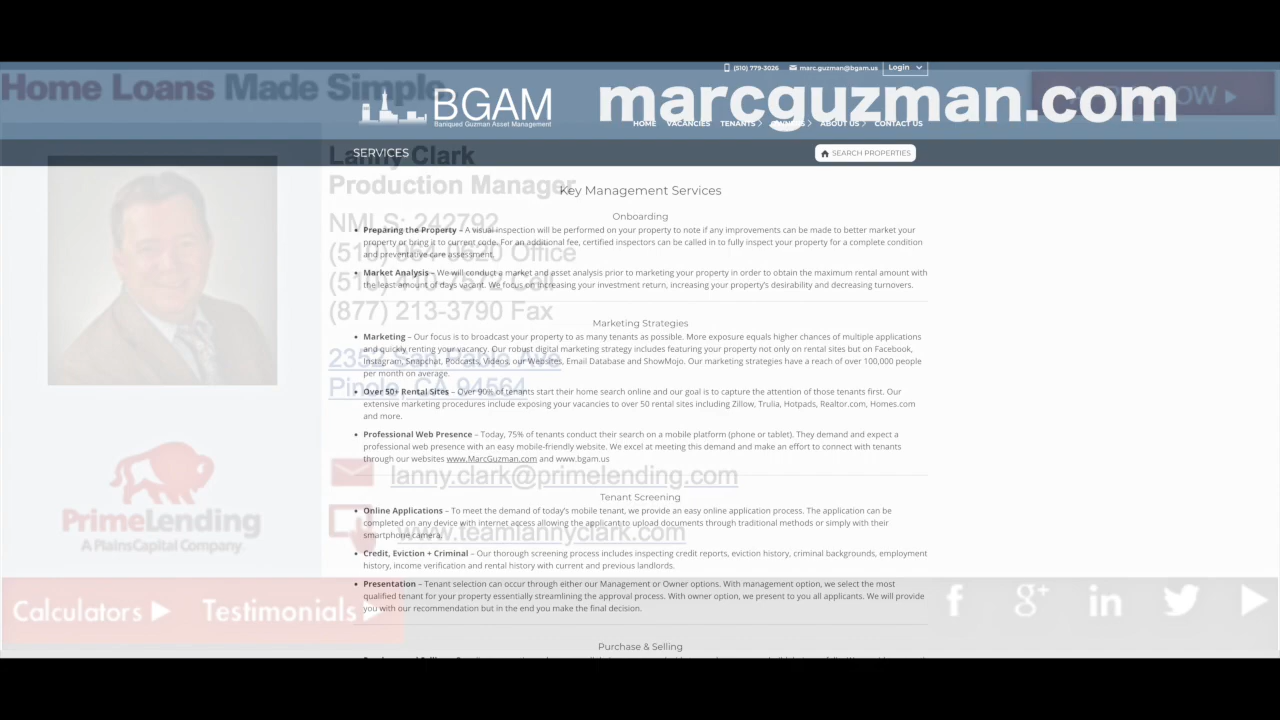 (510) 779-3026 marc.guzman@bgam.us Login
Home Loans Made Simple
BGAM
Baniqued Guzman Asset Management
marcguzman.com
HOME VACANCIES TENANTS ABOUT US CONTACT US
SERVICES
SEARCH PROPERTIES
Lanny Clark
Production Manager
NMLS: 242792
(877) 213-3790 Fax
Pinole, CA 94564
lanny.clark@primelending.com
www.teamlannyclark.com
PrimeLending
A PlainsCapital Company
Calculators Testimonials
Key Management Services
Onboarding
• Preparing the Property – A visual inspection will be performed on your property to note if any improvements can be made to better market your
property or bring it to current code. For an additional fee, certified inspectors can be called in to fully inspect your property for a complete condition
and preventative care assessment.
• Market Analysis – We will conduct a market and asset analysis prior to marketing your property in order to obtain the maximum rental amount with
the least amount of days vacant. We focus on increasing your investment return, increasing your property's desirability and decreasing turnovers.
Marketing Strategies
• Marketing – Our focus is to broadcast your property to as many tenants as possible. More exposure equals higher chances of multiple applications
and quickly renting your vacancy. Our robust digital marketing strategy includes featuring your property not only on rental sites but on Facebook,
Instagram, Snapchat, Podcasts, Videos, our Websites, Email Database and ShowMojo. Our marketing strategies have a reach of over 100,000 people
per month on average.
• Over 50+ Rental Sites – Over 90% of tenants start their home search online and our goal is to capture the attention of those tenants first. Our
extensive marketing procedures include exposing your vacancies to over 50 rental sites including Zillow, Trulia, Hotpads, Realtor.com, Homes.com
and more.
• Professional Web Presence – Today, 75% of tenants conduct their search on a mobile platform (phone or tablet). They demand and expect a
professional web presence with an easy mobile-friendly website. We excel at meeting this demand and make an effort to connect with tenants
through our websites www.MarcGuzman.com and www.bgam.us
Tenant Screening
• Online Applications – To meet the demand of today's mobile tenant, we provide an easy online application process. The application can be
completed on any device with internet access allowing the applicant to upload documents through traditional methods or simply with their
smartphone camera.
• Credit, Eviction + Criminal – Our thorough screening process includes inspecting credit reports, eviction history, criminal backgrounds, employment
history, income verification and rental history with current and previous landlords.
• Presentation – Tenant selection can occur through either our Management or Owner options. With management option, we select the most
qualified tenant for your property essentially streamlining the approval process. With owner option, we present to you all applicants. We will provide
you with our recommendation but in the end you make the final decision.
Purchase & Selling